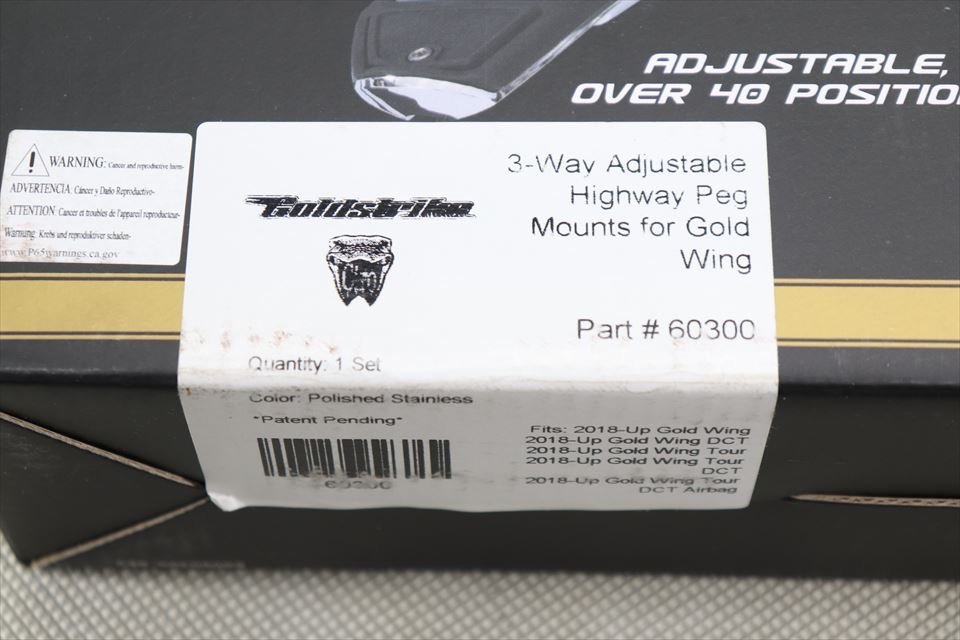 ADJUSTABLE,
OVER 40 POSITIO
WARNING: Cancer and reproductive harm-
ADVERTENCIA: Cáncer y Daño Reproductivo-
ATTENTION: Cancer et troubles de l'appareil reproducteur-
Warnung: Krebs und reproduktiver schaden-
www.P65warnings.ca.gov
Goldstrike
3-Way Adjustable
Highway Peg
Mounts for Gold
Wing
Part # 60300
Quantity: 1 Set
Color: Polished Stainless
*Patent Pending*
60300
Fits: 2018-Up Gold Wing
2018-Up Gold Wing DCT
2018-Up Gold Wing Tour
2018-Up Gold Wing Tour
DCT
2018-Up Gold Wing Tour
DCT Airbag